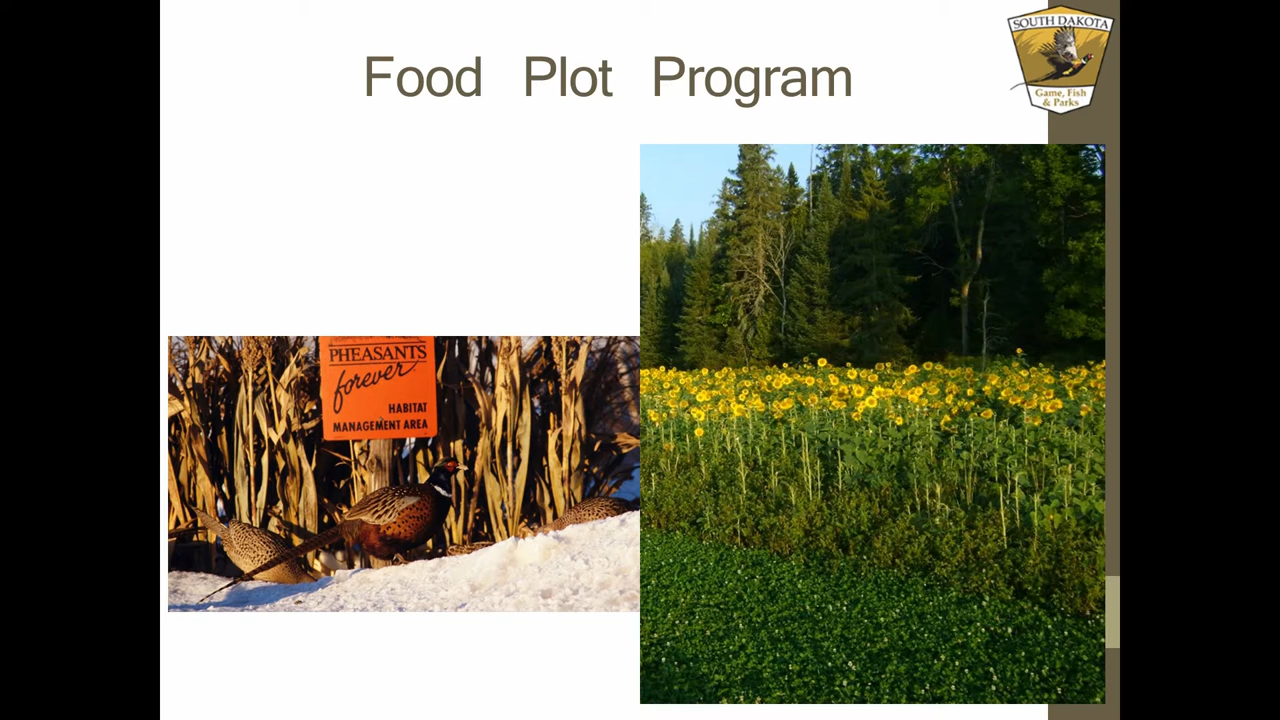 Food Plot Program
SOUTH DAKOTA
Game, Fish
& Parks
PHEASANTS
forever
HABITAT
MANAGEMENT AREA